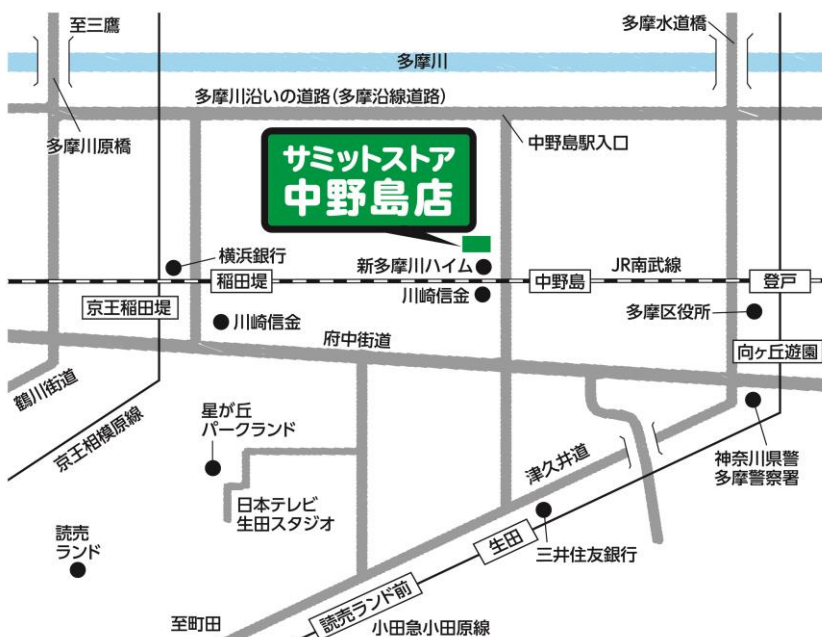 至三鷹
多摩水道橋
多摩川
多摩川沿いの道路(多摩沿線道路)
多摩川原橋
中野島駅入口
サミットストア
中野島店
横浜銀行
新多摩川ハイム
JR南武線
稲田堤
中野島
登戸
京王稲田堤
川崎信金
川崎信金
多摩区役所
府中街道
向ヶ丘遊園
鶴川街道
京王相模原線
星が丘
パークランド
津久井道
神奈川県警
多摩警察署
日本テレビ
生田スタジオ
読売
ランド
生田
三井住友銀行
読売ランド前
至町田
小田急小田原線